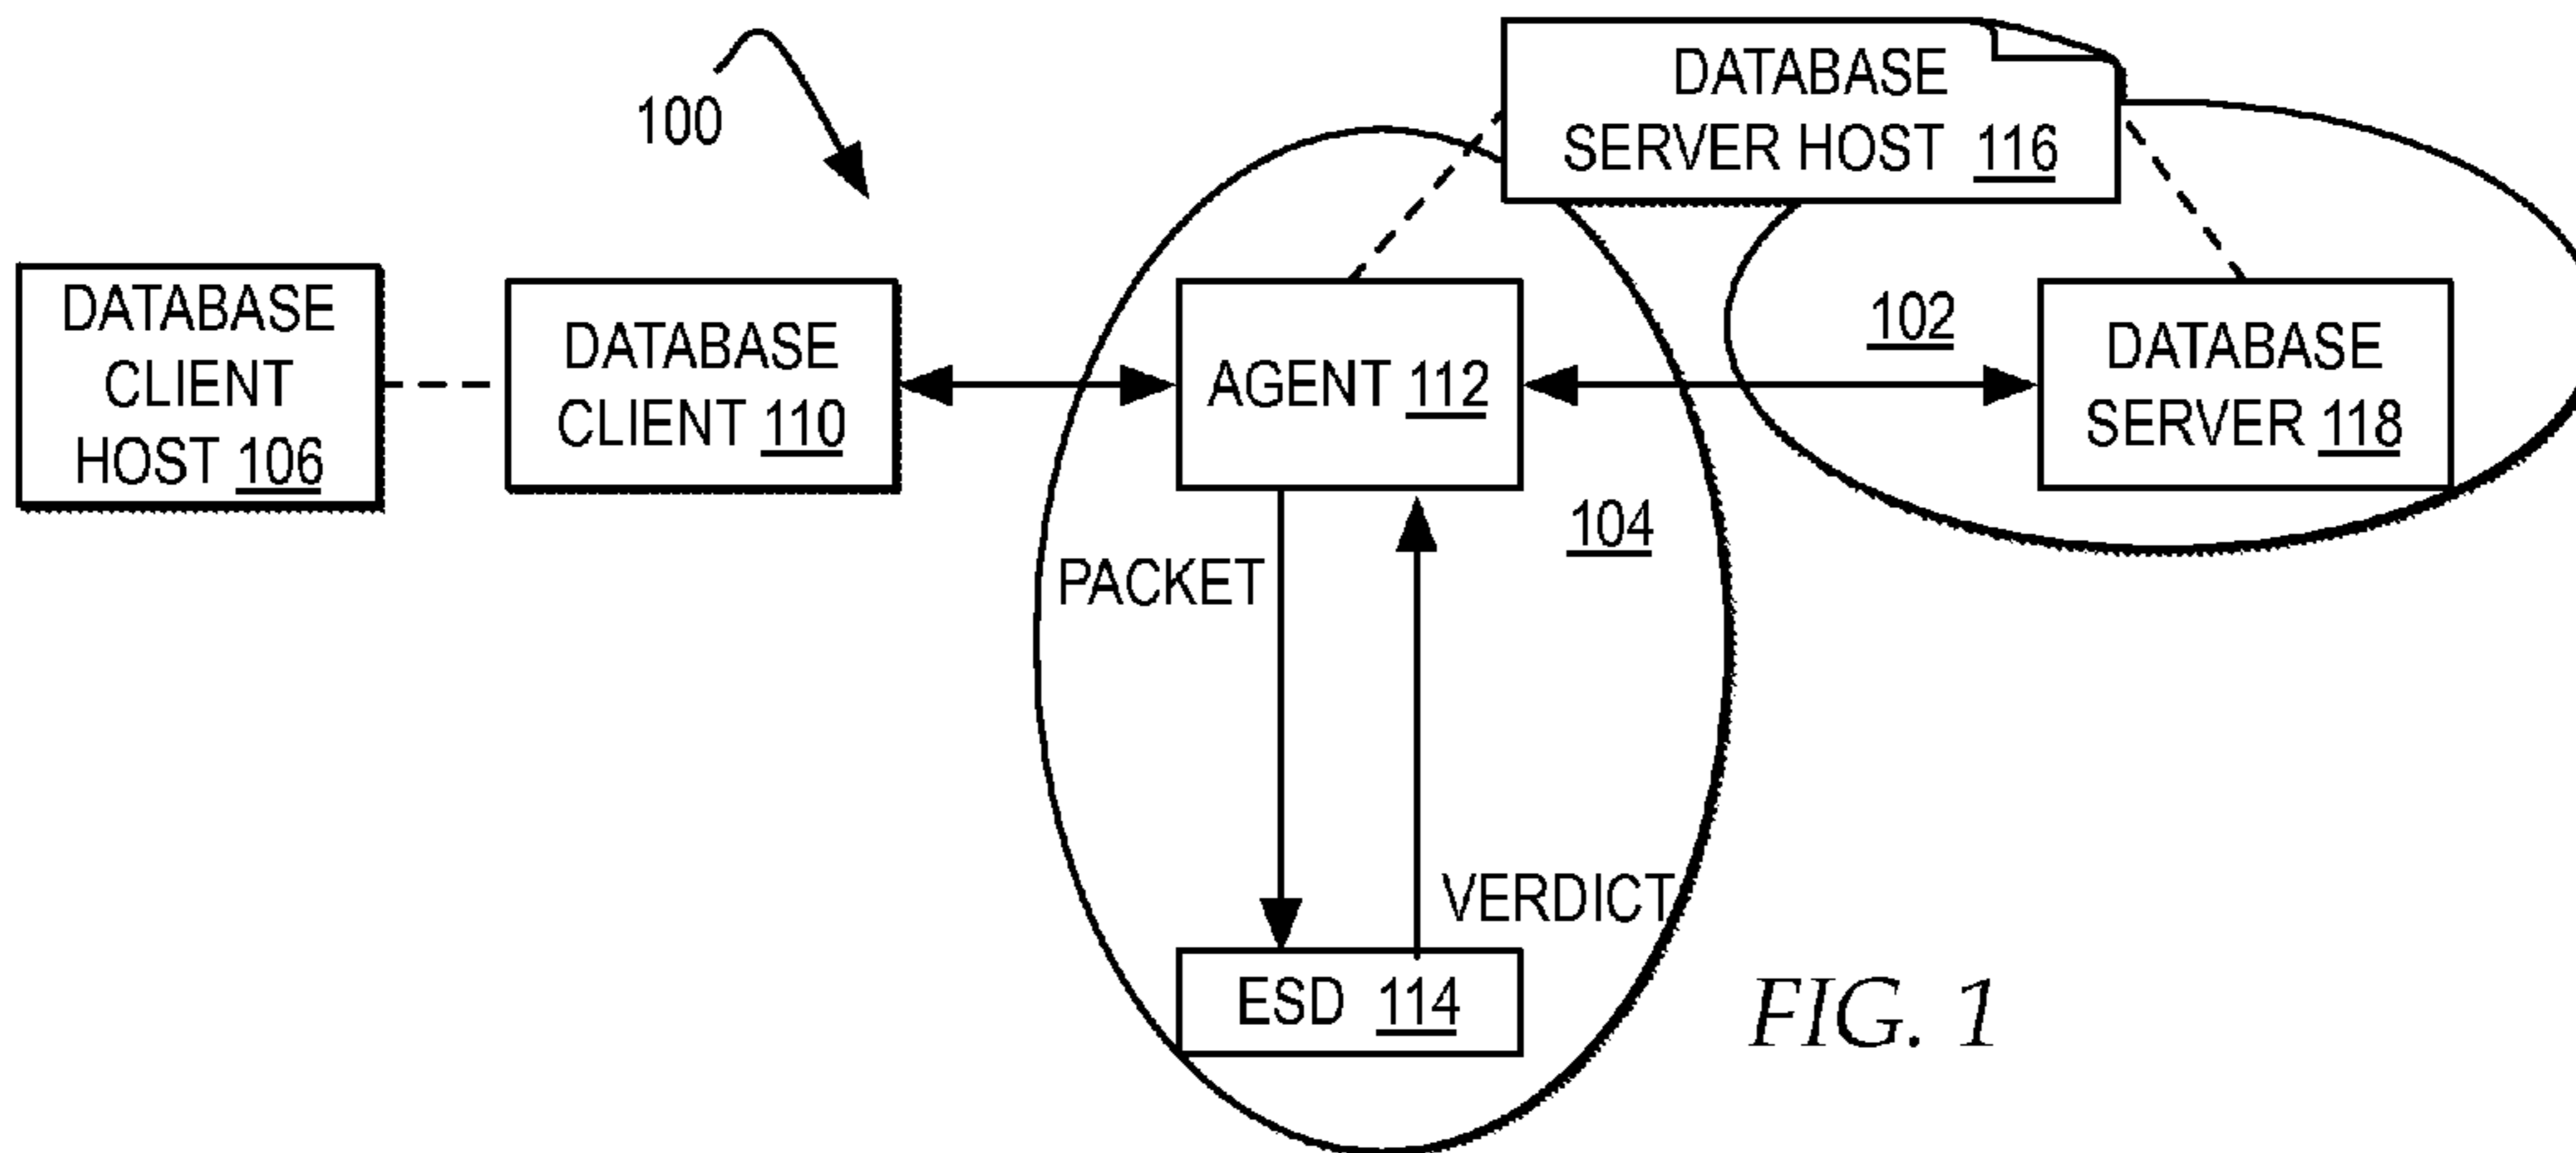 100
DATABASE
SERVER HOST 116
DATABASE
CLIENT
HOST 106
DATABASE
CLIENT 110
AGENT 112
102
DATABASE
SERVER 118
104
PACKET
VERDICT
ESD 114
FIG. 1